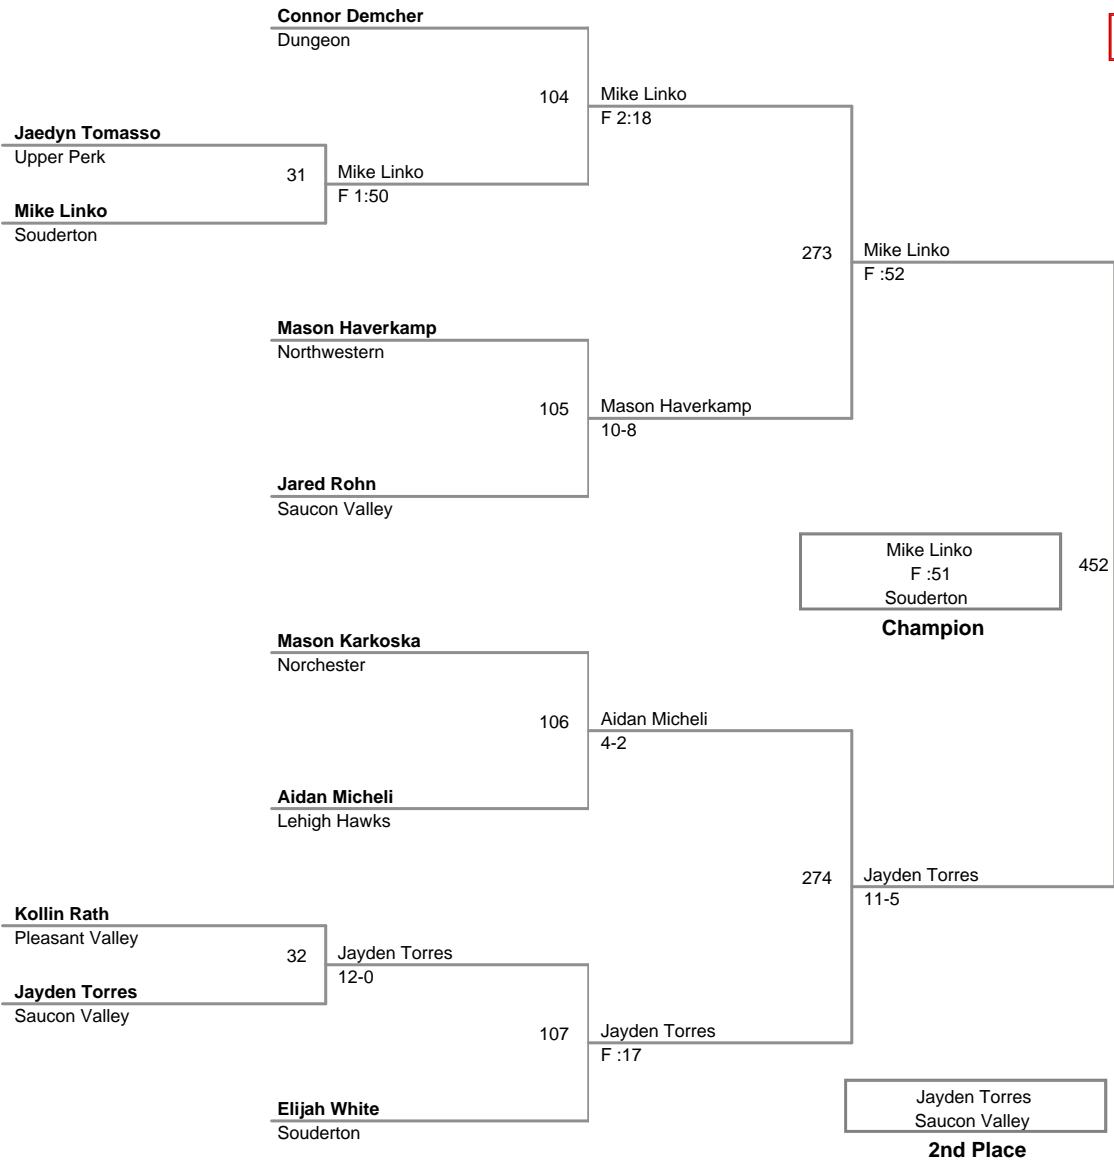 Connor Demcher
Dungeon
104
Mike Linko
F 2:18
Jaedyn Tomasso
Upper Perk
31
Mike Linko
F 1:50
Mike Linko
Souderton
273
Mike Linko
F :52
Mason Haverkamp
Northwestern
105
Mason Haverkamp
10-8
Jared Rohn
Saucon Valley
Mike Linko
F :51
Souderton
452
Champion
Mason Karkoska
Norchester
106
Aidan Micheli
4-2
Aidan Micheli
Lehigh Hawks
274
Jayden Torres
11-5
Kollin Rath
Pleasant Valley
32
Jayden Torres
12-0
Jayden Torres
Saucon Valley
107
Jayden Torres
F :17
Elijah White
Souderton
Jayden Torres
Saucon Valley
2nd Place